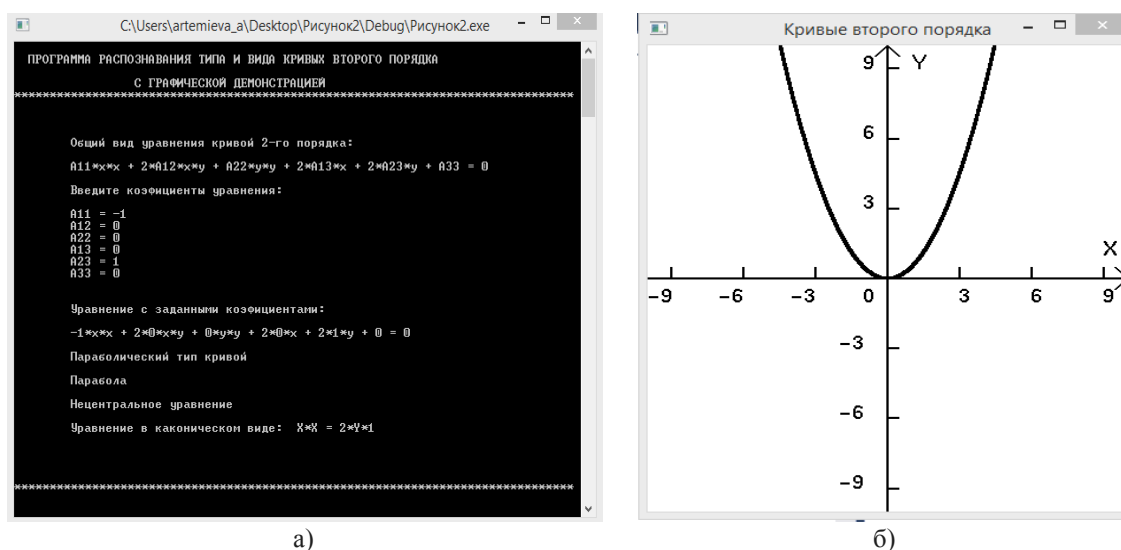 C:\Users\artemieva_a\Desktop\Рисунок2\Debug\Рисунок2.exe
ПРОГРАММА РАСПОЗНАВАНИЯ ТИПА И ВИДА КРИВЫХ ВТОРОГО ПОРЯДКА
С ГРАФИЧЕСКОЙ ДЕМОНСТРАЦИЕЙ
Общий вид уравнения кривой 2-го порядка:
A11*x*x + 2*A12*x*y + A22*y*y + 2*A13*x + 2*A23*y + A33 = 0
Введите коэфициенты уравнения:
A11 = -1
A12 = 0
A22 = 0
A13 = 0
A23 = 1
A33 = 0
Уравнение с заданными коэфициентами:
-1*x*x + 2*0*x*y + 0*y*y + 2*0*x + 2*1*y + 0 = 0
Параболический тип кривой
Парабола
Нецентральное уравнение
Уравнение в каконическом виде: X*X = 2*Y*1
а)
Кривые второго порядка
9 Y
6
3
X
-9 -6 -3 0 3 6 9
-3
-6
-9
б)